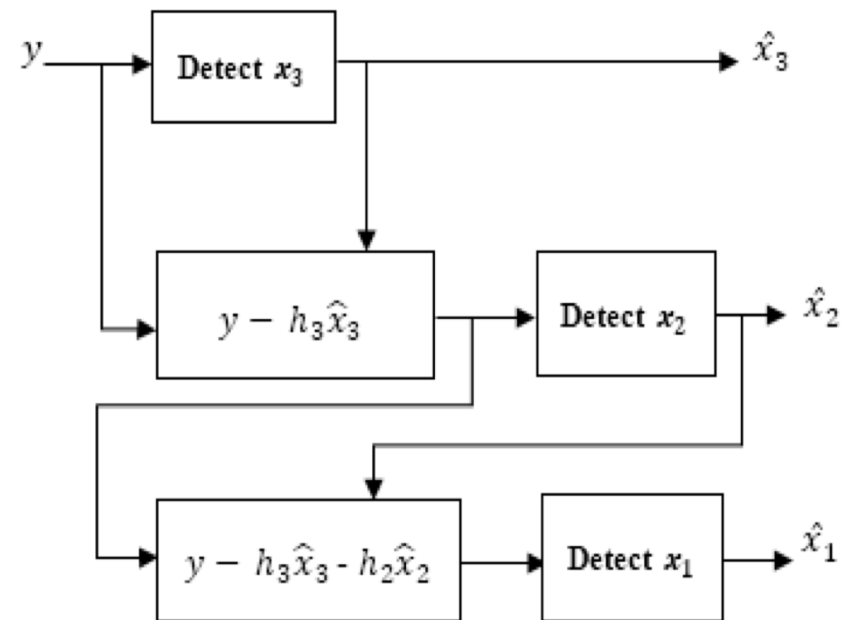 y
Detect x₃
x̂₃
y − h₃x̂₃
Detect x₂
x̂₂
y − h₃x̂₃ - h₂x̂₂
Detect x₁
x̂₁